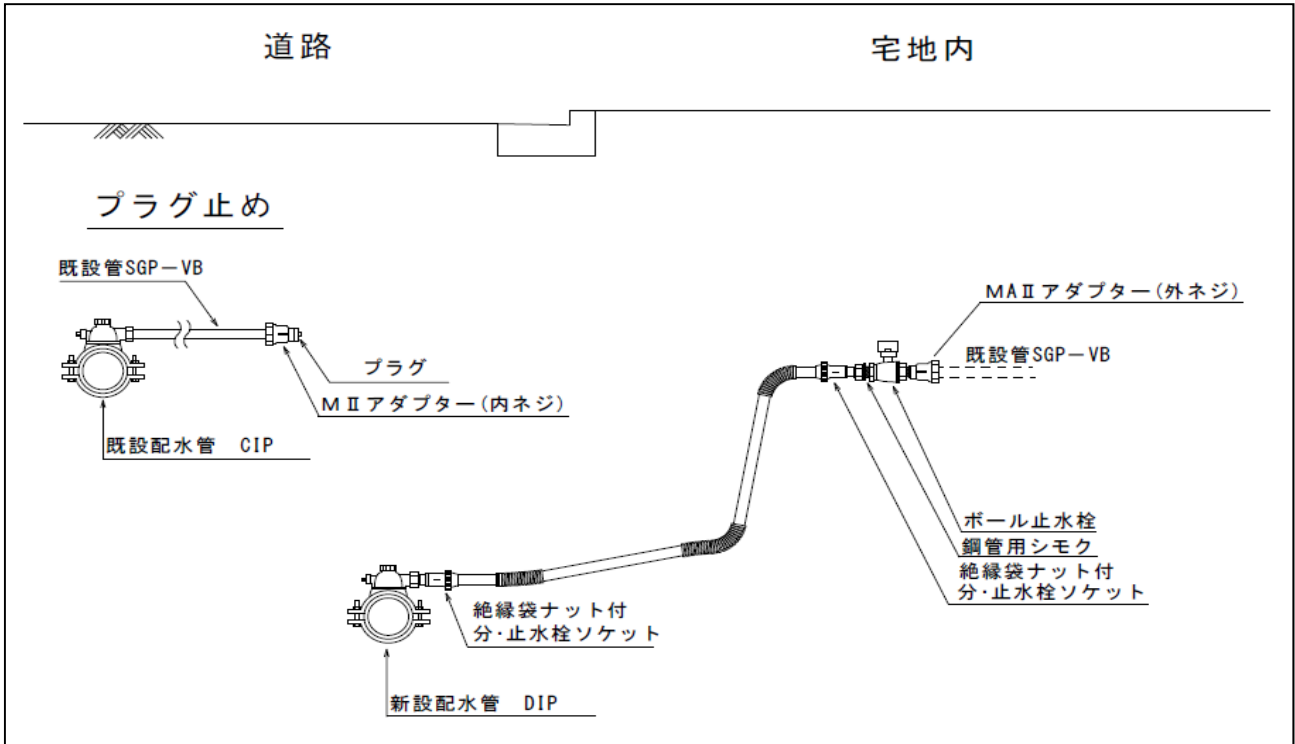 道路
宅地内
プラグ止め
既設管SGP-VB
プラグ
MⅡアダプター(内ネジ)
既設配水管 CIP
MAⅡアダプター(外ネジ)
既設管SGP-VB
ボール止水栓
鋼管用シモク
絶縁袋ナット付
分・止水栓ソケット
絶縁袋ナット付
分・止水栓ソケット
新設配水管 DIP